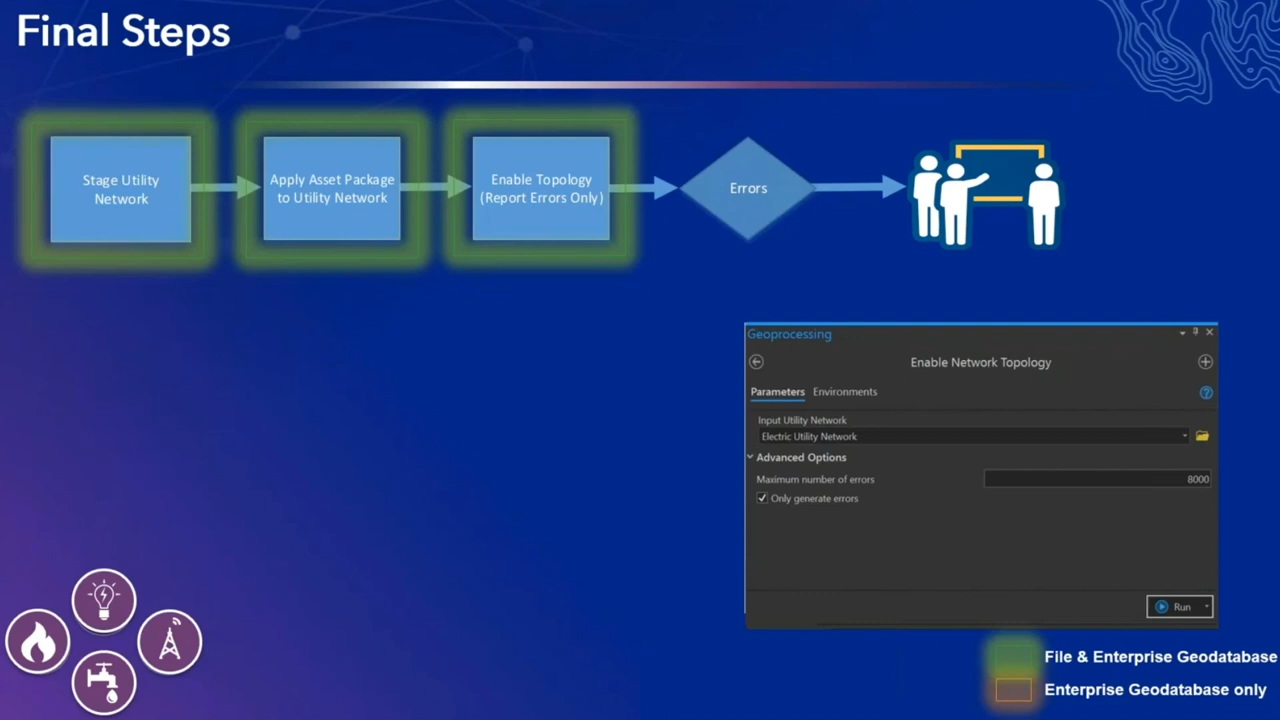 Final Steps
Stage Utility
Network
Apply Asset Package
to Utility Network
Enable Topology
(Report Errors Only)
Errors
Geoprocessing
Enable Network Topology
Parameters Environments
Input Utility Network
Electric Utility Network
Advanced Options
Maximum number of errors 8000
Only generate errors
Run
File & Enterprise Geodatabase
Enterprise Geodatabase only